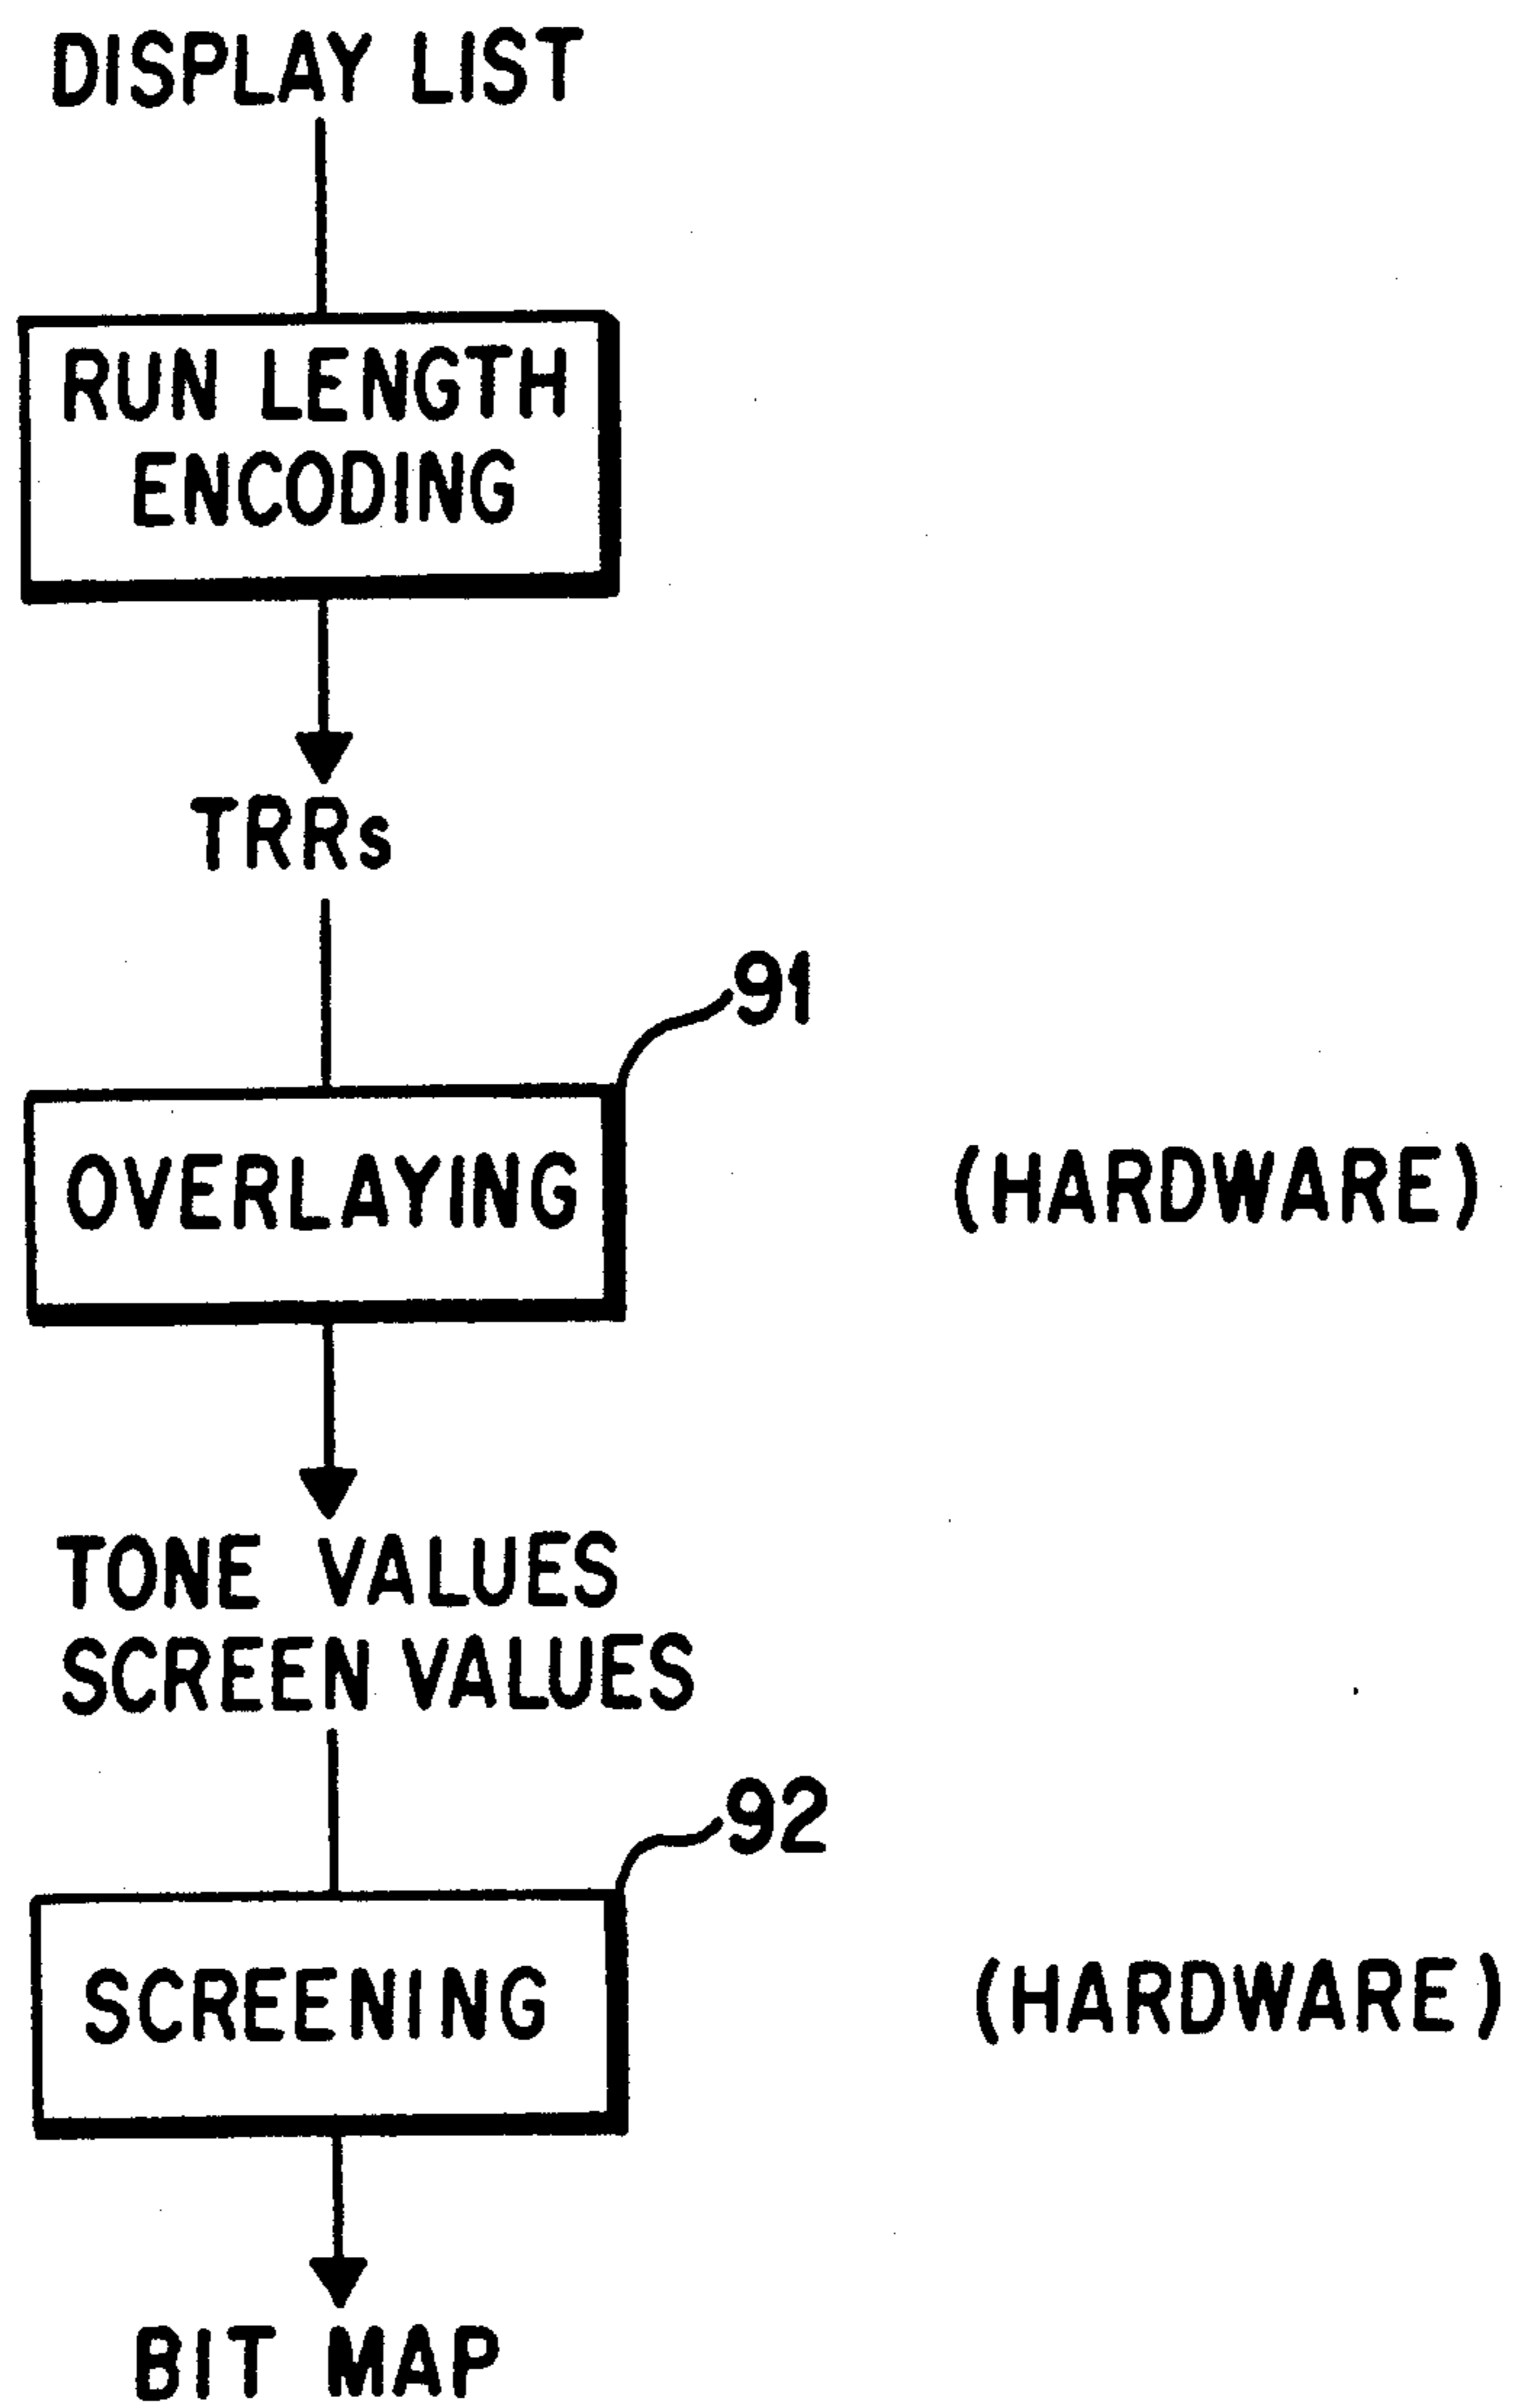 DISPLAY LIST
RUN LENGTH
ENCODING
TRRs
91
OVERLAYING
(HARDWARE)
TONE VALUES
SCREEN VALUES
92
SCREENING
(HARDWARE)
BIT MAP